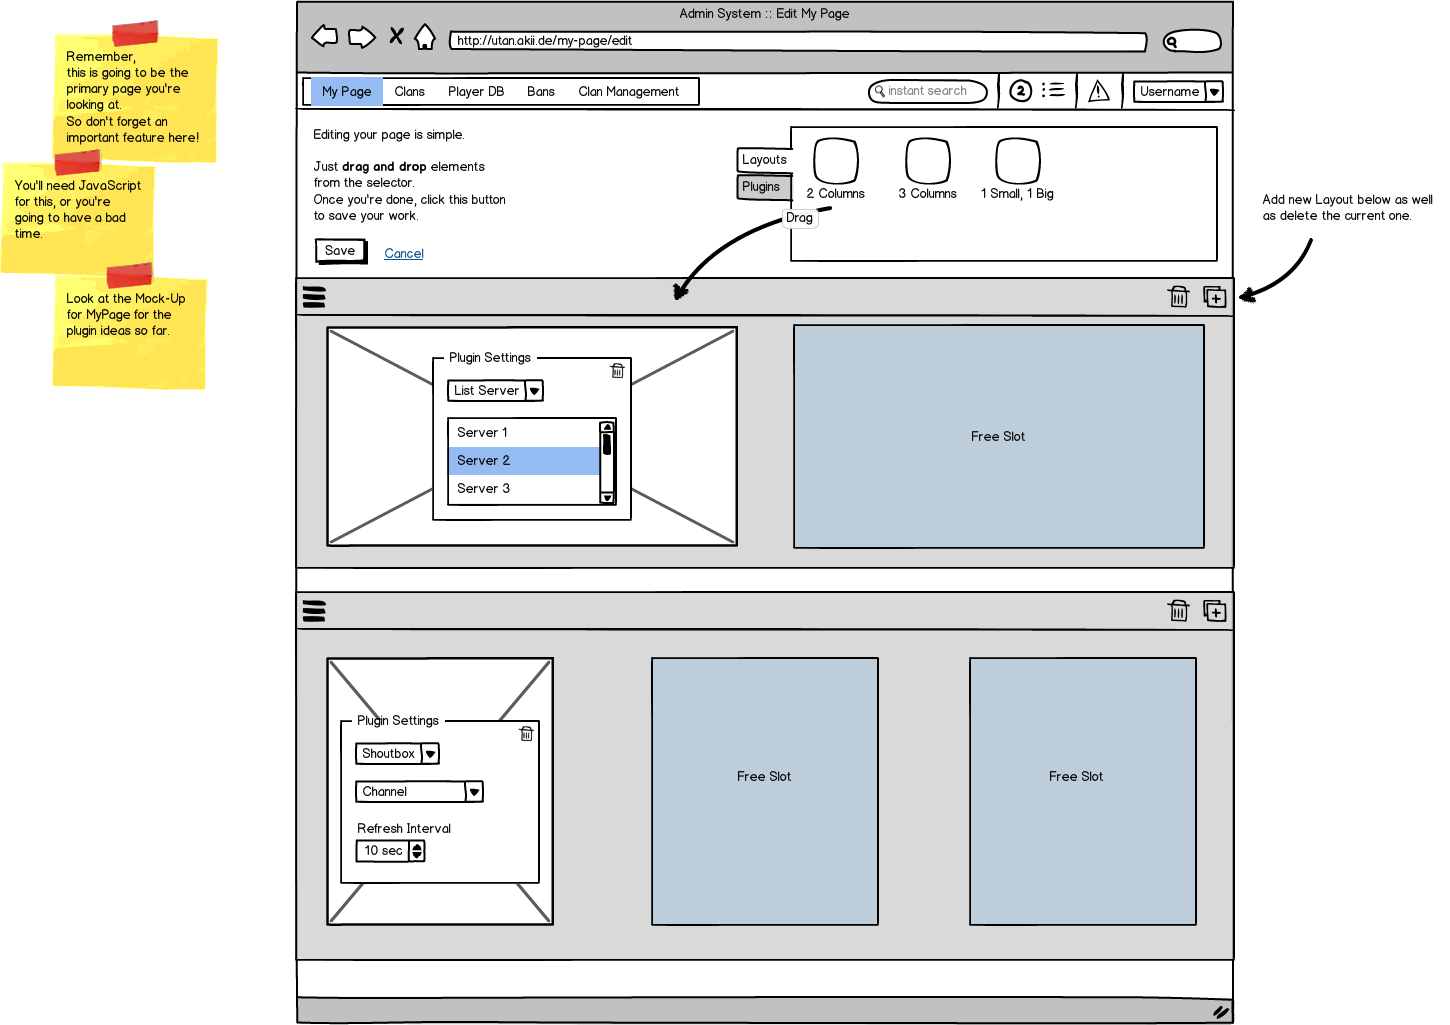 Admin System :: Edit My Page
http://utan.akii.de/my-page/edit
My Page Clans Player DB Bans Clan Management
instant search
2
Username
Remember,
this is going to be the
primary page you're
looking at.
So don't forget an
important feature here!
You'll need JavaScript
for this, or you're
going to have a bad
time.
Look at the Mock-Up
for MyPage for the
plugin ideas so far.
Editing your page is simple.
Just drag and drop elements
from the selector.
Once you're done, click this button
to save your work.
Save
Cancel
Layouts
Plugins
2 Columns
3 Columns
1 Small, 1 Big
Drag
Add new Layout below as well
as delete the current one.
Plugin Settings
List Server
Server 1
Server 2
Server 3
Free Slot
Plugin Settings
Shoutbox
Channel
Refresh Interval
10 sec
Free Slot
Free Slot